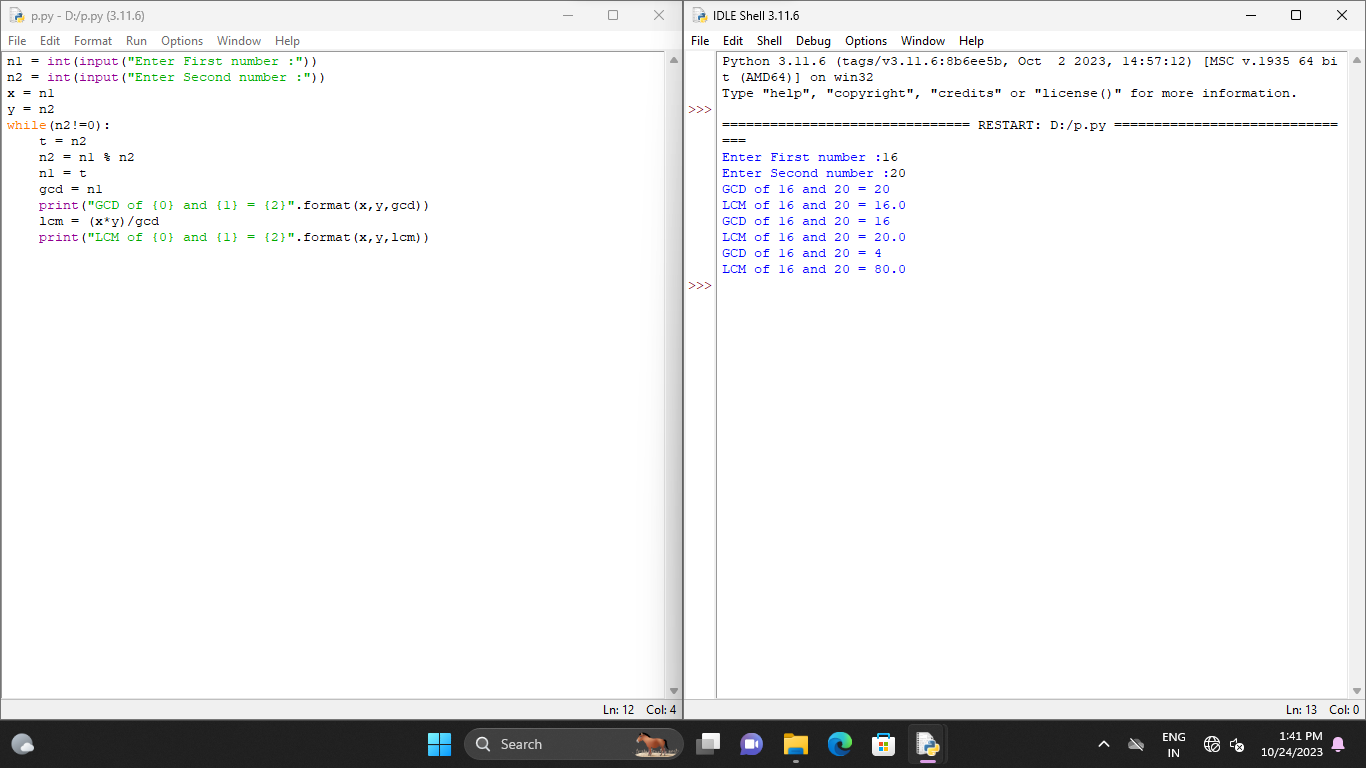 p.py - D:/p.py (3.11.6)
File Edit Format Run Options Window Help
n1 = int(input("Enter First number :"))
n2 = int(input("Enter Second number :"))
x = n1
y = n2
while(n2!=0):
    t = n2
    n2 = n1 % n2
    n1 = t
    gcd = n1
    print("GCD of {0} and {1} = {2}".format(x,y,gcd))
    lcm = (x*y)/gcd
    print("LCM of {0} and {1} = {2}".format(x,y,lcm))
Ln: 12 Col: 4
IDLE Shell 3.11.6
File Edit Shell Debug Options Window Help
Python 3.11.6 (tags/v3.11.6:8b6ee5b, Oct  2 2023, 14:57:12) [MSC v.1935 64 bi
t (AMD64)] on win32
Type "help", "copyright", "credits" or "license()" for more information.
>>>
=============================== RESTART: D:/p.py ============================
===
Enter First number :16
Enter Second number :20
GCD of 16 and 20 = 20
LCM of 16 and 20 = 16.0
GCD of 16 and 20 = 16
LCM of 16 and 20 = 20.0
GCD of 16 and 20 = 4
LCM of 16 and 20 = 80.0
>>>
Ln: 13 Col: 0
Search
ENG
IN
1:41 PM
10/24/2023